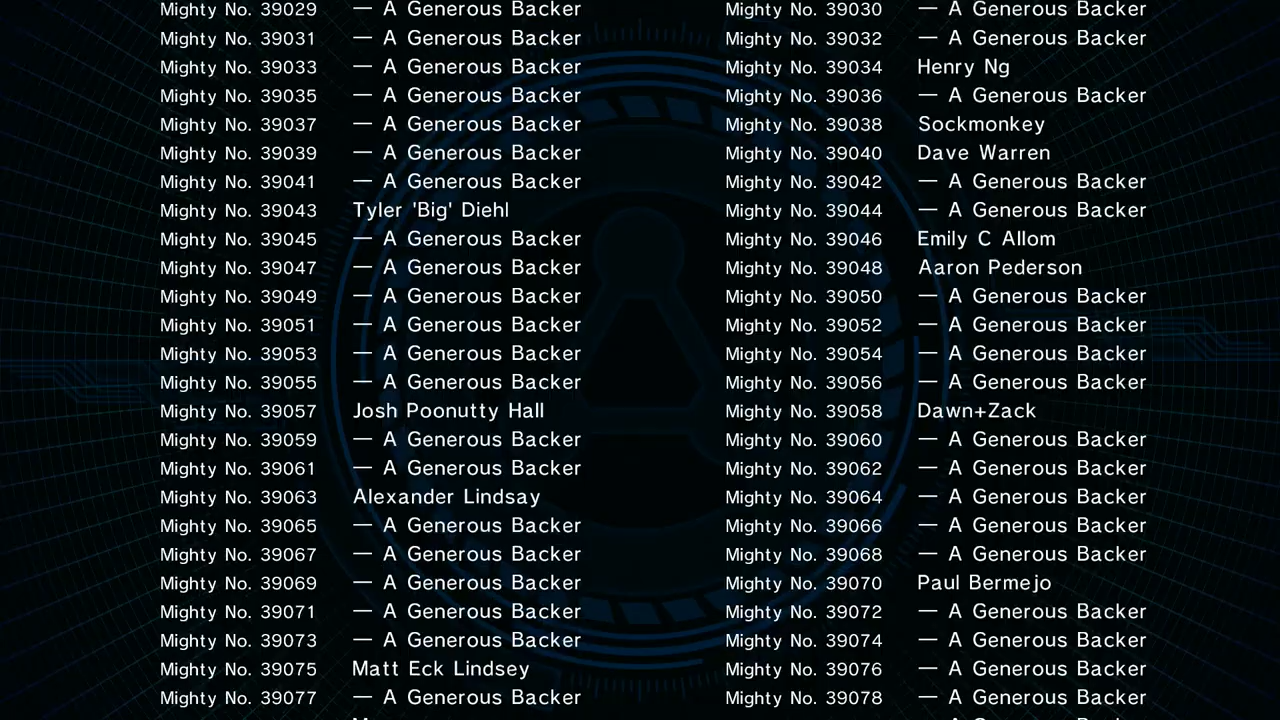 Mighty No. 39029 — A Generous Backer Mighty No. 39030 — A Generous Backer
Mighty No. 39031 — A Generous Backer Mighty No. 39032 — A Generous Backer
Mighty No. 39033 — A Generous Backer Mighty No. 39034 Henry Ng
Mighty No. 39035 — A Generous Backer Mighty No. 39036 — A Generous Backer
Mighty No. 39037 — A Generous Backer Mighty No. 39038 Sockmonkey
Mighty No. 39039 — A Generous Backer Mighty No. 39040 Dave Warren
Mighty No. 39041 — A Generous Backer Mighty No. 39042 — A Generous Backer
Mighty No. 39043 Tyler 'Big' Diehl Mighty No. 39044 — A Generous Backer
Mighty No. 39045 — A Generous Backer Mighty No. 39046 Emily C Allom
Mighty No. 39047 — A Generous Backer Mighty No. 39048 Aaron Pederson
Mighty No. 39049 — A Generous Backer Mighty No. 39050 — A Generous Backer
Mighty No. 39051 — A Generous Backer Mighty No. 39052 — A Generous Backer
Mighty No. 39053 — A Generous Backer Mighty No. 39054 — A Generous Backer
Mighty No. 39055 — A Generous Backer Mighty No. 39056 — A Generous Backer
Mighty No. 39057 Josh Poonutty Hall Mighty No. 39058 Dawn+Zack
Mighty No. 39059 — A Generous Backer Mighty No. 39060 — A Generous Backer
Mighty No. 39061 — A Generous Backer Mighty No. 39062 — A Generous Backer
Mighty No. 39063 Alexander Lindsay Mighty No. 39064 — A Generous Backer
Mighty No. 39065 — A Generous Backer Mighty No. 39066 — A Generous Backer
Mighty No. 39067 — A Generous Backer Mighty No. 39068 — A Generous Backer
Mighty No. 39069 — A Generous Backer Mighty No. 39070 Paul Bermejo
Mighty No. 39071 — A Generous Backer Mighty No. 39072 — A Generous Backer
Mighty No. 39073 — A Generous Backer Mighty No. 39074 — A Generous Backer
Mighty No. 39075 Matt Eck Lindsey Mighty No. 39076 — A Generous Backer
Mighty No. 39077 — A Generous Backer Mighty No. 39078 — A Generous Backer